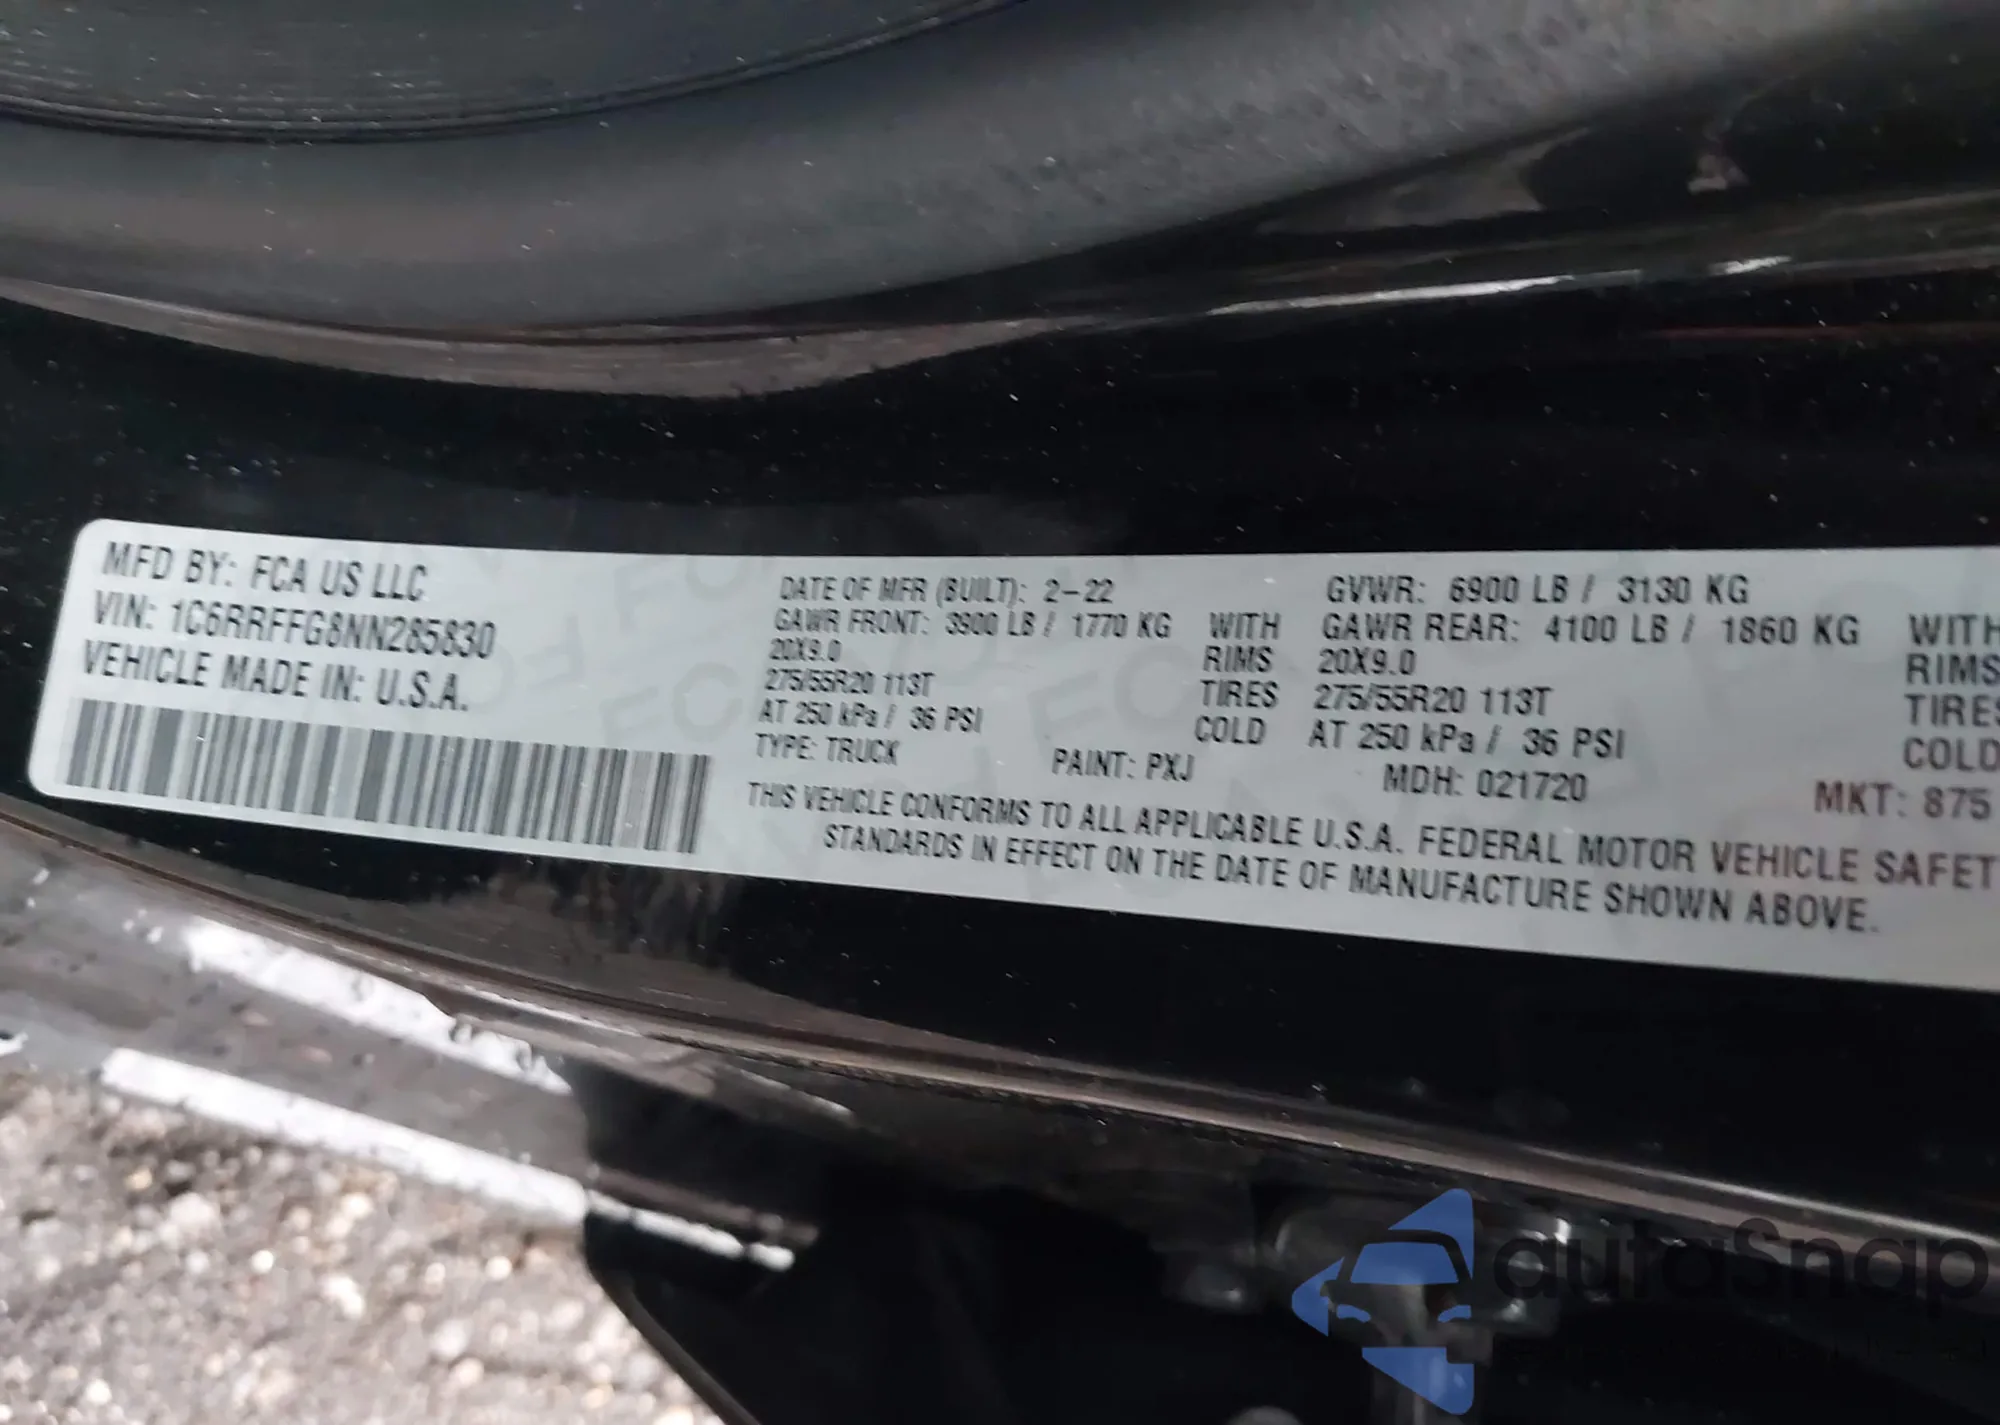 MFD BY: FCA US LLC
VIN: 1C6RRFFG8NN285830
VEHICLE MADE IN: U.S.A.
DATE OF MFR (BUILT): 2-22 GVWR: 6900 LB / 3130 KG
GAWR FRONT: 3900 LB / 1770 KG WITH GAWR REAR: 4100 LB / 1860 KG WITH
20X9.0 RIMS 20X9.0 RIMS
275/55R20 113T TIRES 275/55R20 113T TIRES
AT 250 kPa / 36 PSI COLD AT 250 kPa / 36 PSI COLD
TYPE: TRUCK PAINT: PXJ MDH: 021720 MKT: 875
THIS VEHICLE CONFORMS TO ALL APPLICABLE U.S.A. FEDERAL MOTOR VEHICLE SAFET
STANDARDS IN EFFECT ON THE DATE OF MANUFACTURE SHOWN ABOVE.
autaSnap